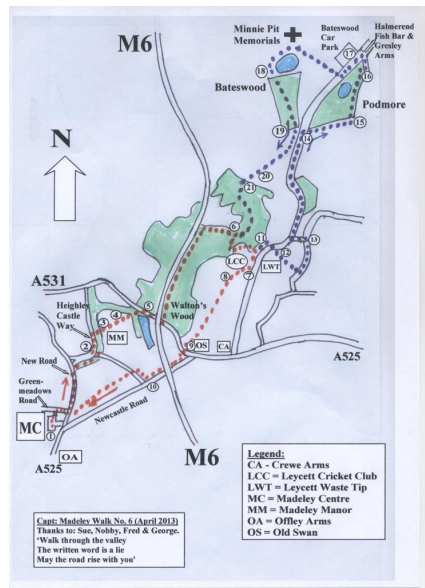 Minnie Pit
Memorials
Bateswood
Car
Park
Halmerend
Fish Bar &
Gresley
Arms
M6
17
18
16
Bateswood
Podmore
19
15
14
N
20
21
6
11
13
LCC
12
LWT
8
7
A531
Heighley
Castle
Way
5
4
3
Walton's
Wood
MM
2
9
OS
CA
A525
New Road
10
Green-
meadows
Road
Newcastle Road
MC
1
OA
A525
M6
Legend:
CA - Crewe Arms
LCC = Leycett Cricket Club
LWT = Leycett Waste Tip
MC = Madeley Centre
MM = Madeley Manor
OA = Offley Arms
OS = Old Swan
Capt: Madeley Walk No. 6 (April 2013)
Thanks to: Sue, Nobby, Fred & George.
'Walk through the valley
The written word is a lie
May the road rise with you'